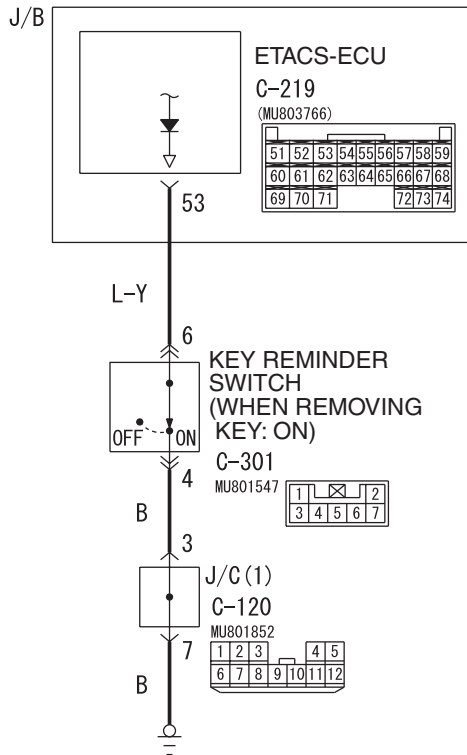 J/B
ETACS-ECU
C-219
(MU803766)
51 52 53 54 55 56 57 58 59
60 61 62 63 64 65 66 67 68
69 70 71 72 73 74
53
L-Y
6
KEY REMINDER
SWITCH
(WHEN REMOVING
KEY: ON)
OFF ON
C-301
MU801547
1 2
3 4 5 6 7
4
B
3
J/C(1)
C-120
MU801852
1 2 3 4 5
6 7 8 9 10 11 12
7
B